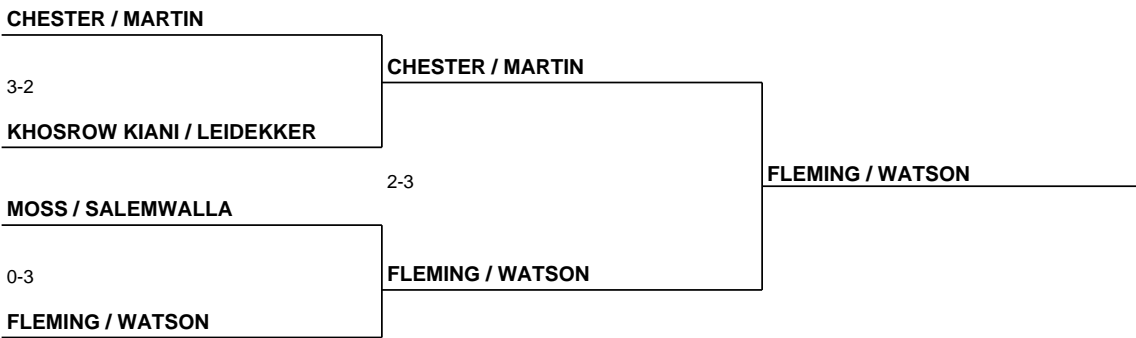 CHESTER / MARTIN
3-2
KHOSROW KIANI / LEIDEKKER
MOSS / SALEMWALLA
0-3
FLEMING / WATSON
CHESTER / MARTIN
2-3
FLEMING / WATSON
FLEMING / WATSON